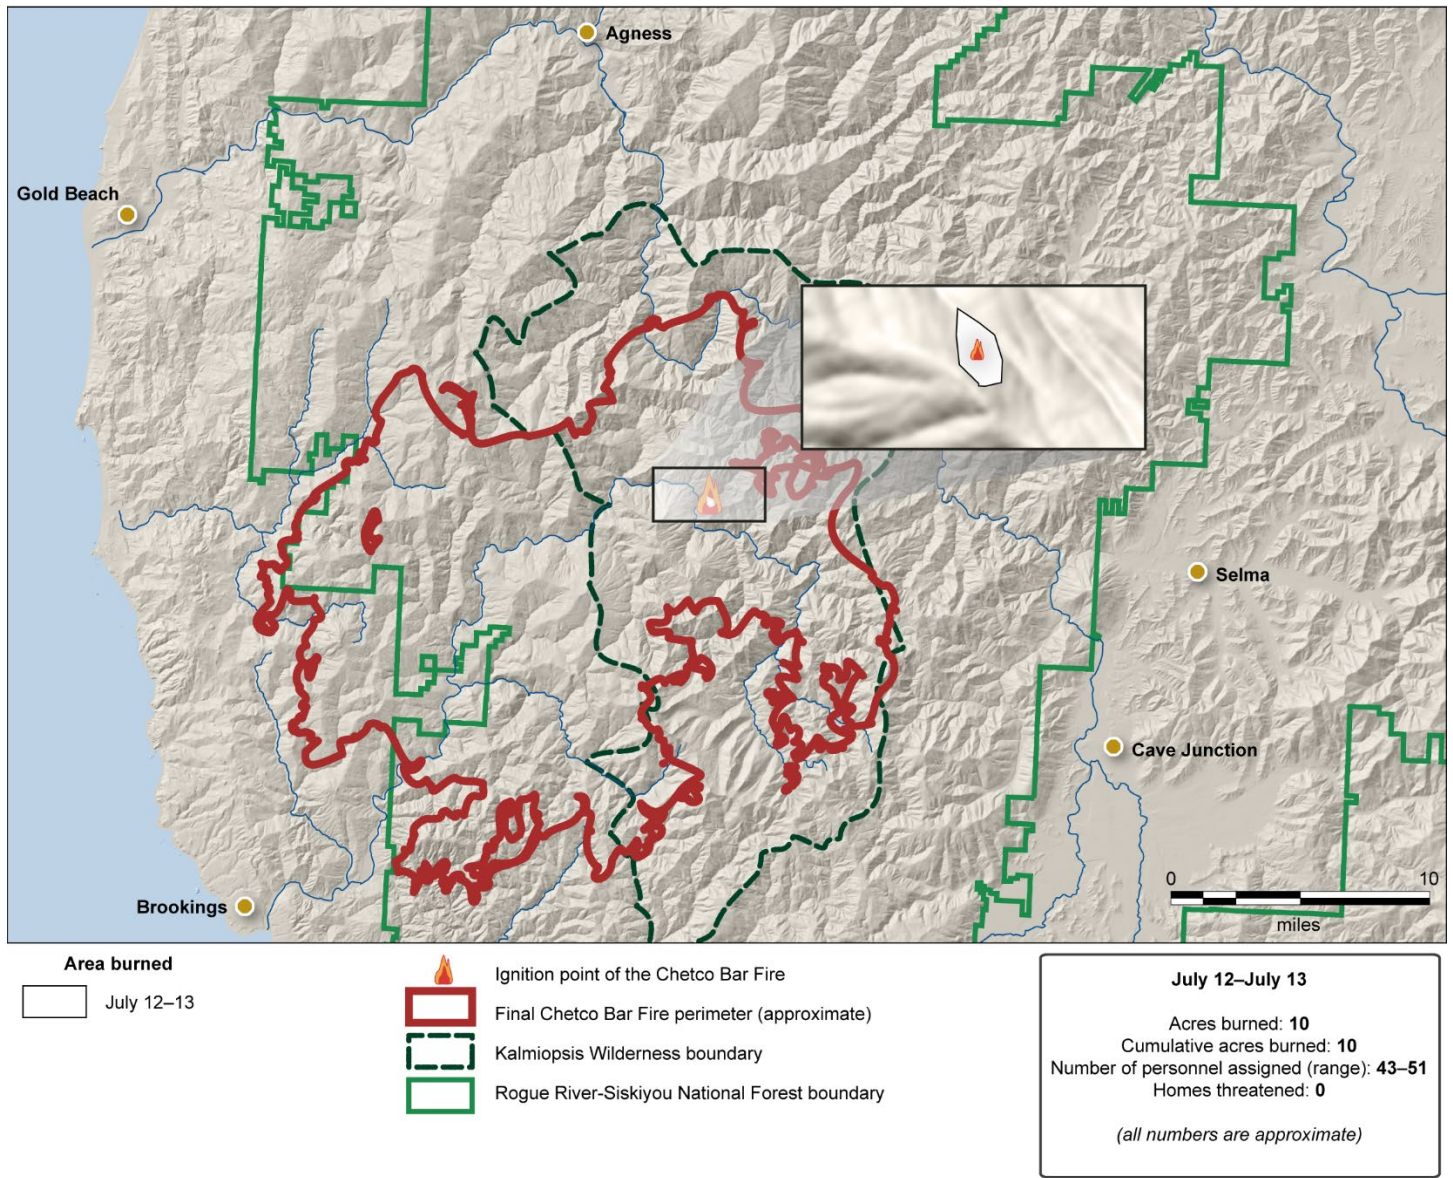 Agness
Gold Beach
Selma
Cave Junction
Brookings
0 10
miles
Area burned
July 12–13
Ignition point of the Chetco Bar Fire
Final Chetco Bar Fire perimeter (approximate)
Kalmiopsis Wilderness boundary
Rogue River-Siskiyou National Forest boundary
July 12–July 13
Acres burned: 10
Cumulative acres burned: 10
Number of personnel assigned (range): 43–51
Homes threatened: 0
(all numbers are approximate)